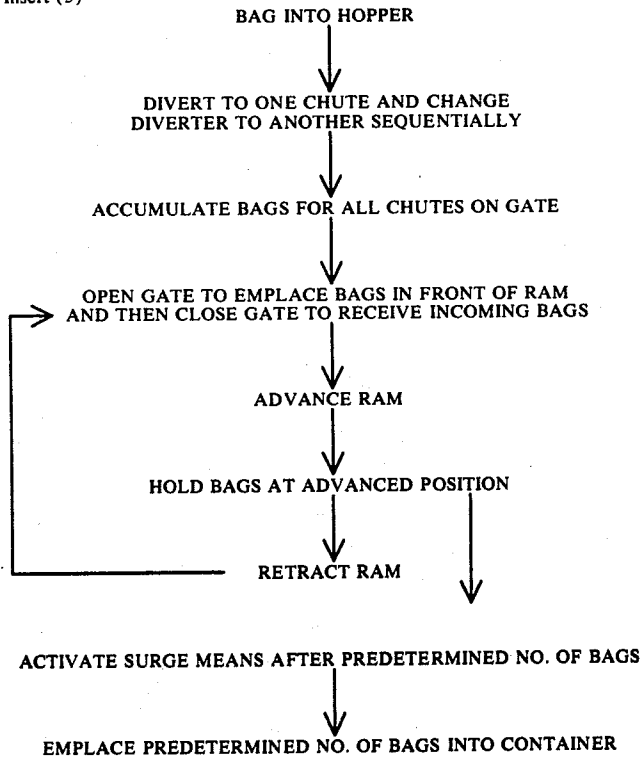 Insert (3)
BAG INTO HOPPER
DIVERT TO ONE CHUTE AND CHANGE
DIVERTER TO ANOTHER SEQUENTIALLY
ACCUMULATE BAGS FOR ALL CHUTES ON GATE
OPEN GATE TO EMPLACE BAGS IN FRONT OF RAM
AND THEN CLOSE GATE TO RECEIVE INCOMING BAGS
ADVANCE RAM
HOLD BAGS AT ADVANCED POSITION
RETRACT RAM
ACTIVATE SURGE MEANS AFTER PREDETERMINED NO. OF BAGS
EMPLACE PREDETERMINED NO. OF BAGS INTO CONTAINER